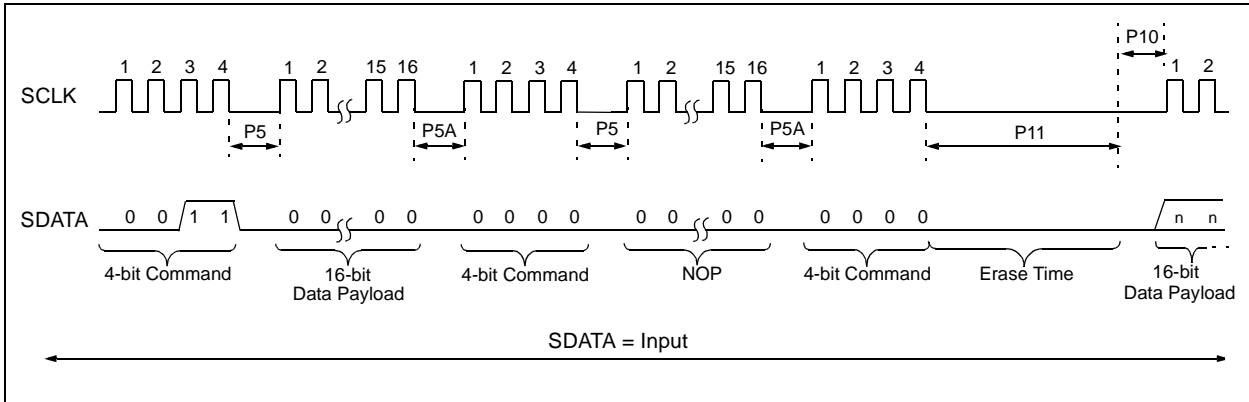 P10
1 2 3 4 1 2 15 16 1 2 3 4 1 2 15 16 1 2 3 4 1 2
SCLK
P5 P5A P5 P5A P11
SDATA 0 0 1 1 0 0 0 0 0 0 0 0 0 0 0 0 0 0 0 0 n n
4-bit Command 16-bit 4-bit Command NOP 4-bit Command Erase Time 16-bit
Data Payload Data Payload
SDATA = Input